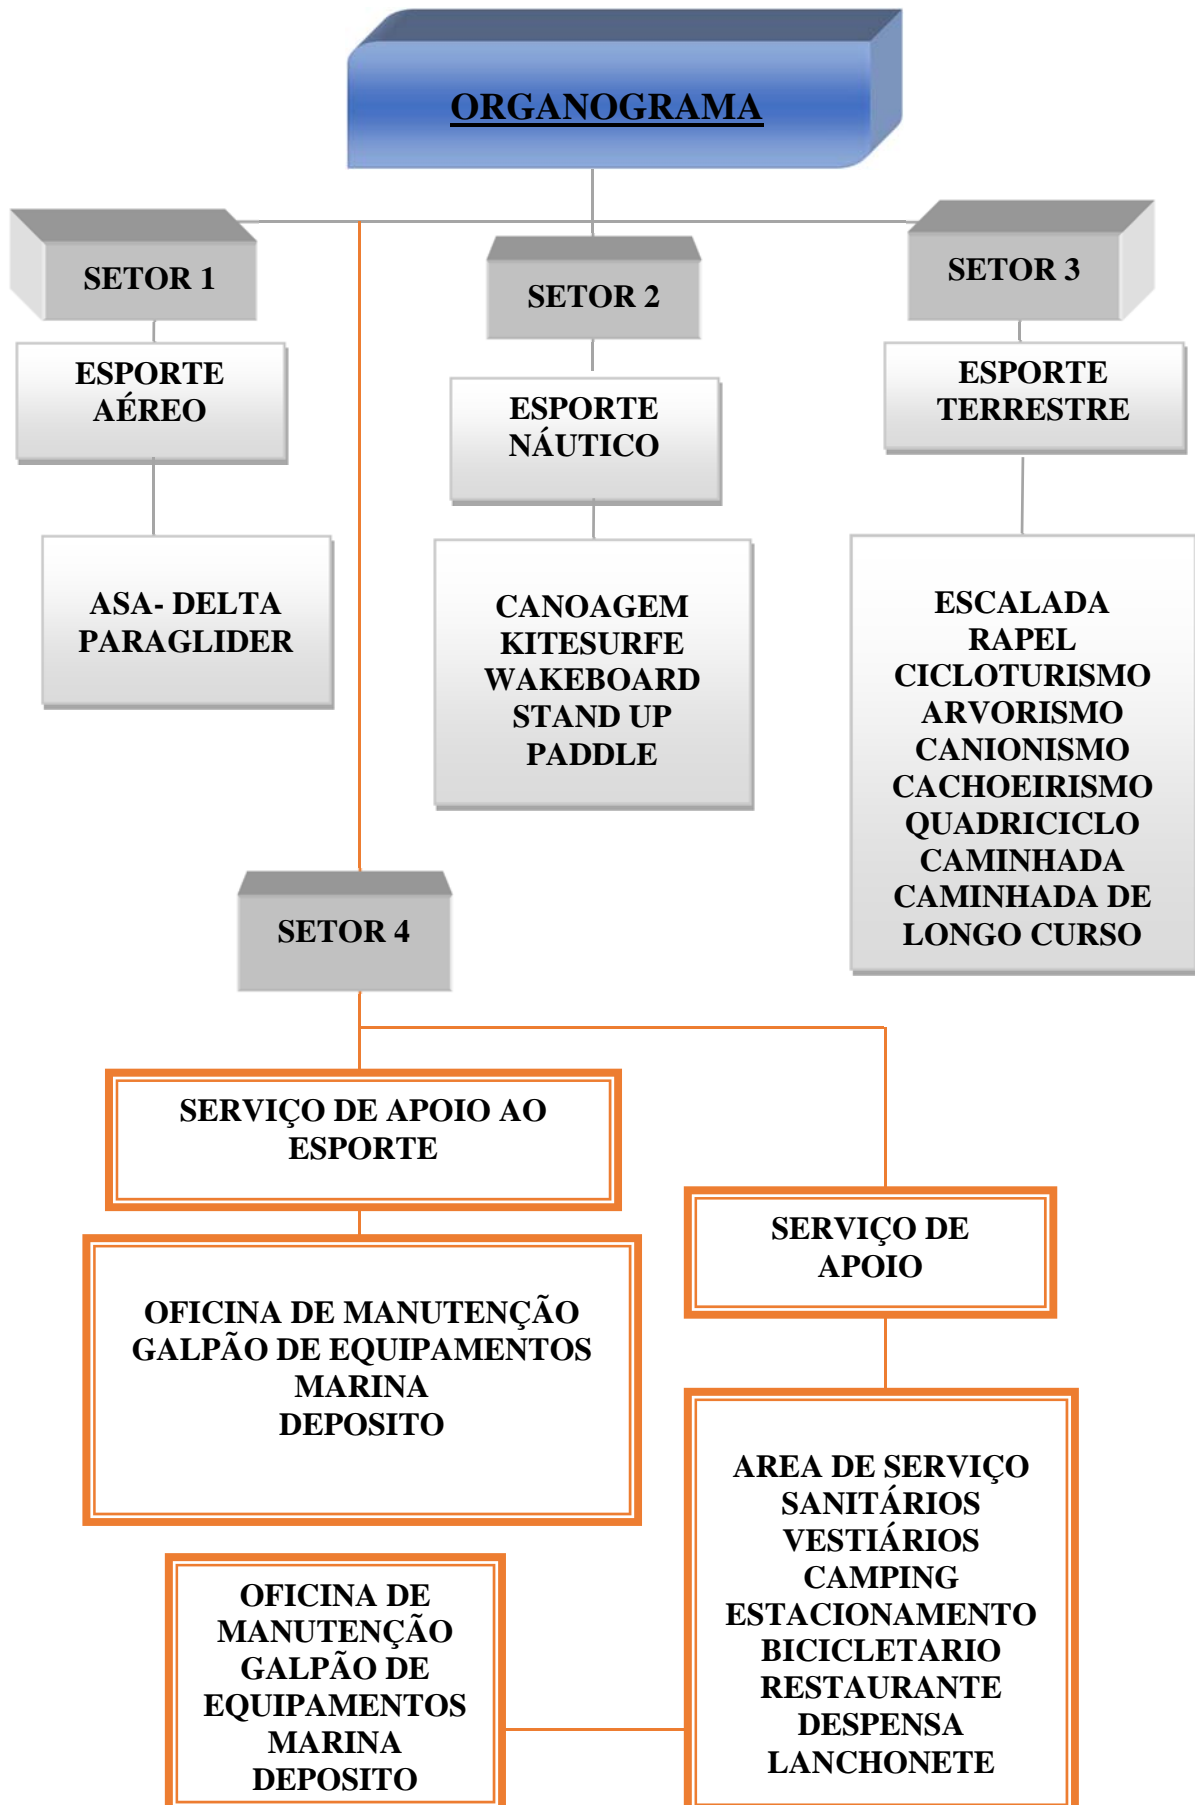 ORGANOGRAMA
SETOR 1
SETOR 2
SETOR 3
ESPORTE
AÉREO
ESPORTE
NÁUTICO
ESPORTE
TERRESTRE
ASA- DELTA
PARAGLIDER
CANOAGEM
KITESURFE
WAKEBOARD
STAND UP
PADDLE
ESCALADA
RAPEL
CICLOTURISMO
ARVORISMO
CANIONISMO
CACHOEIRISMO
QUADRICICLO
CAMINHADA
CAMINHADA DE
LONGO CURSO
SETOR 4
SERVIÇO DE APOIO AO
ESPORTE
OFICINA DE MANUTENÇÃO
GALPÃO DE EQUIPAMENTOS
MARINA
DEPOSITO
SERVIÇO DE
APOIO
AREA DE SERVIÇO
SANITÁRIOS
VESTIÁRIOS
CAMPING
ESTACIONAMENTO
BICICLETARIO
RESTAURANTE
DESPENSA
LANCHONETE
OFICINA DE
MANUTENÇÃO
GALPÃO DE
EQUIPAMENTOS
MARINA
DEPOSITO